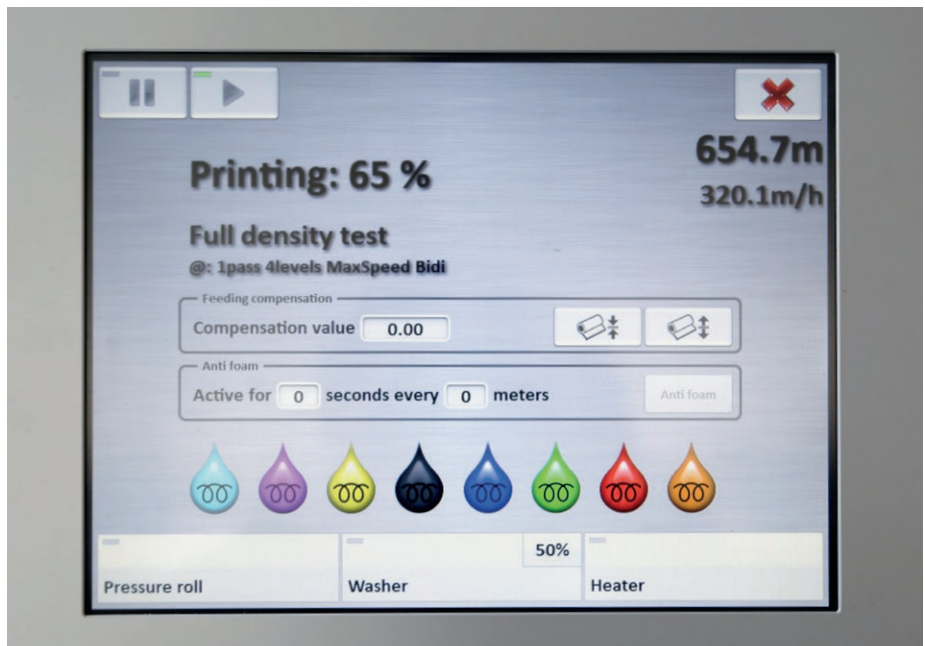 654.7m
Printing: 65 %
320.1m/h
Full density test
@: 1pass 4levels MaxSpeed Bidi
Feeding compensation
Compensation value 0.00
Anti foam
Active for 0 seconds every 0 meters Anti foam
50%
Pressure roll Washer Heater